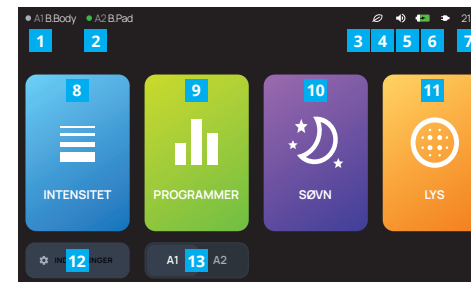 A1 B.Body A2 B.Pad 21
1 2 3 4 5 6 7
8 9 10 11
INTENSITET PROGRAMMER SØVN LYS
12 A1 13 A2